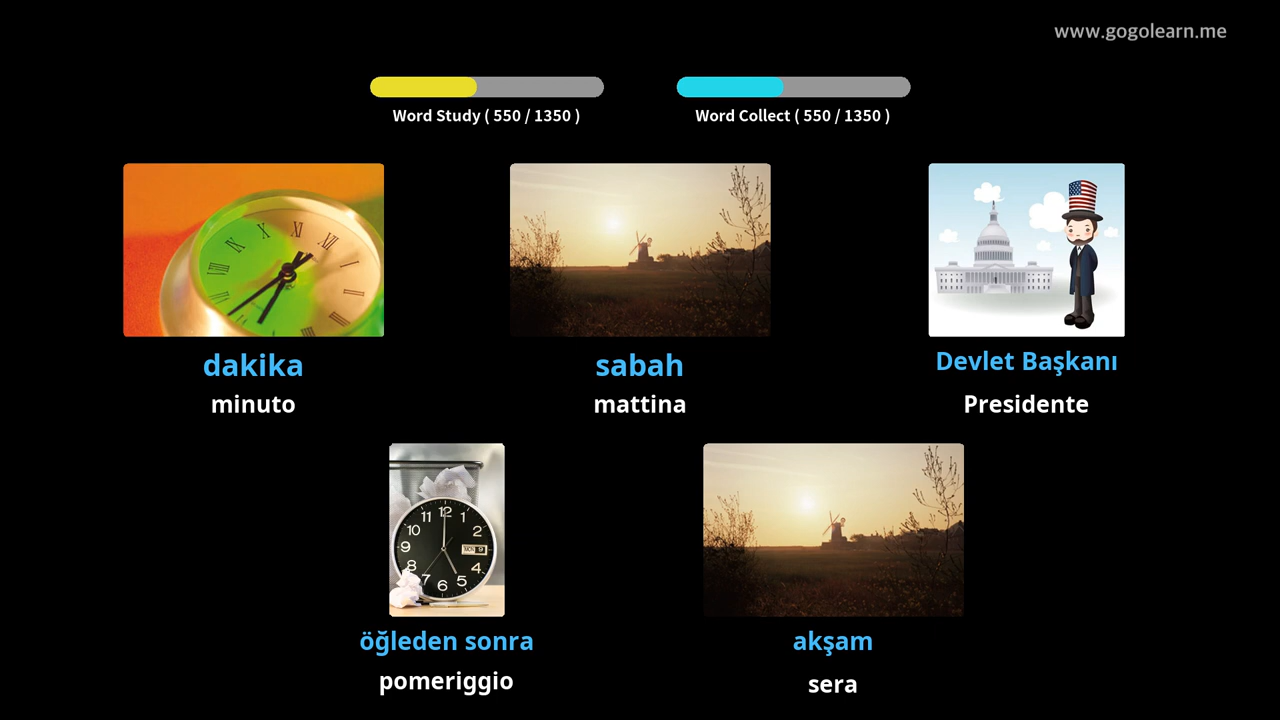 www.gogolearn.me
Word Study ( 550 / 1350 )
Word Collect ( 550 / 1350 )
dakika
minuto
sabah
mattina
Devlet Başkanı
Presidente
öğleden sonra
pomeriggio
akşam
sera